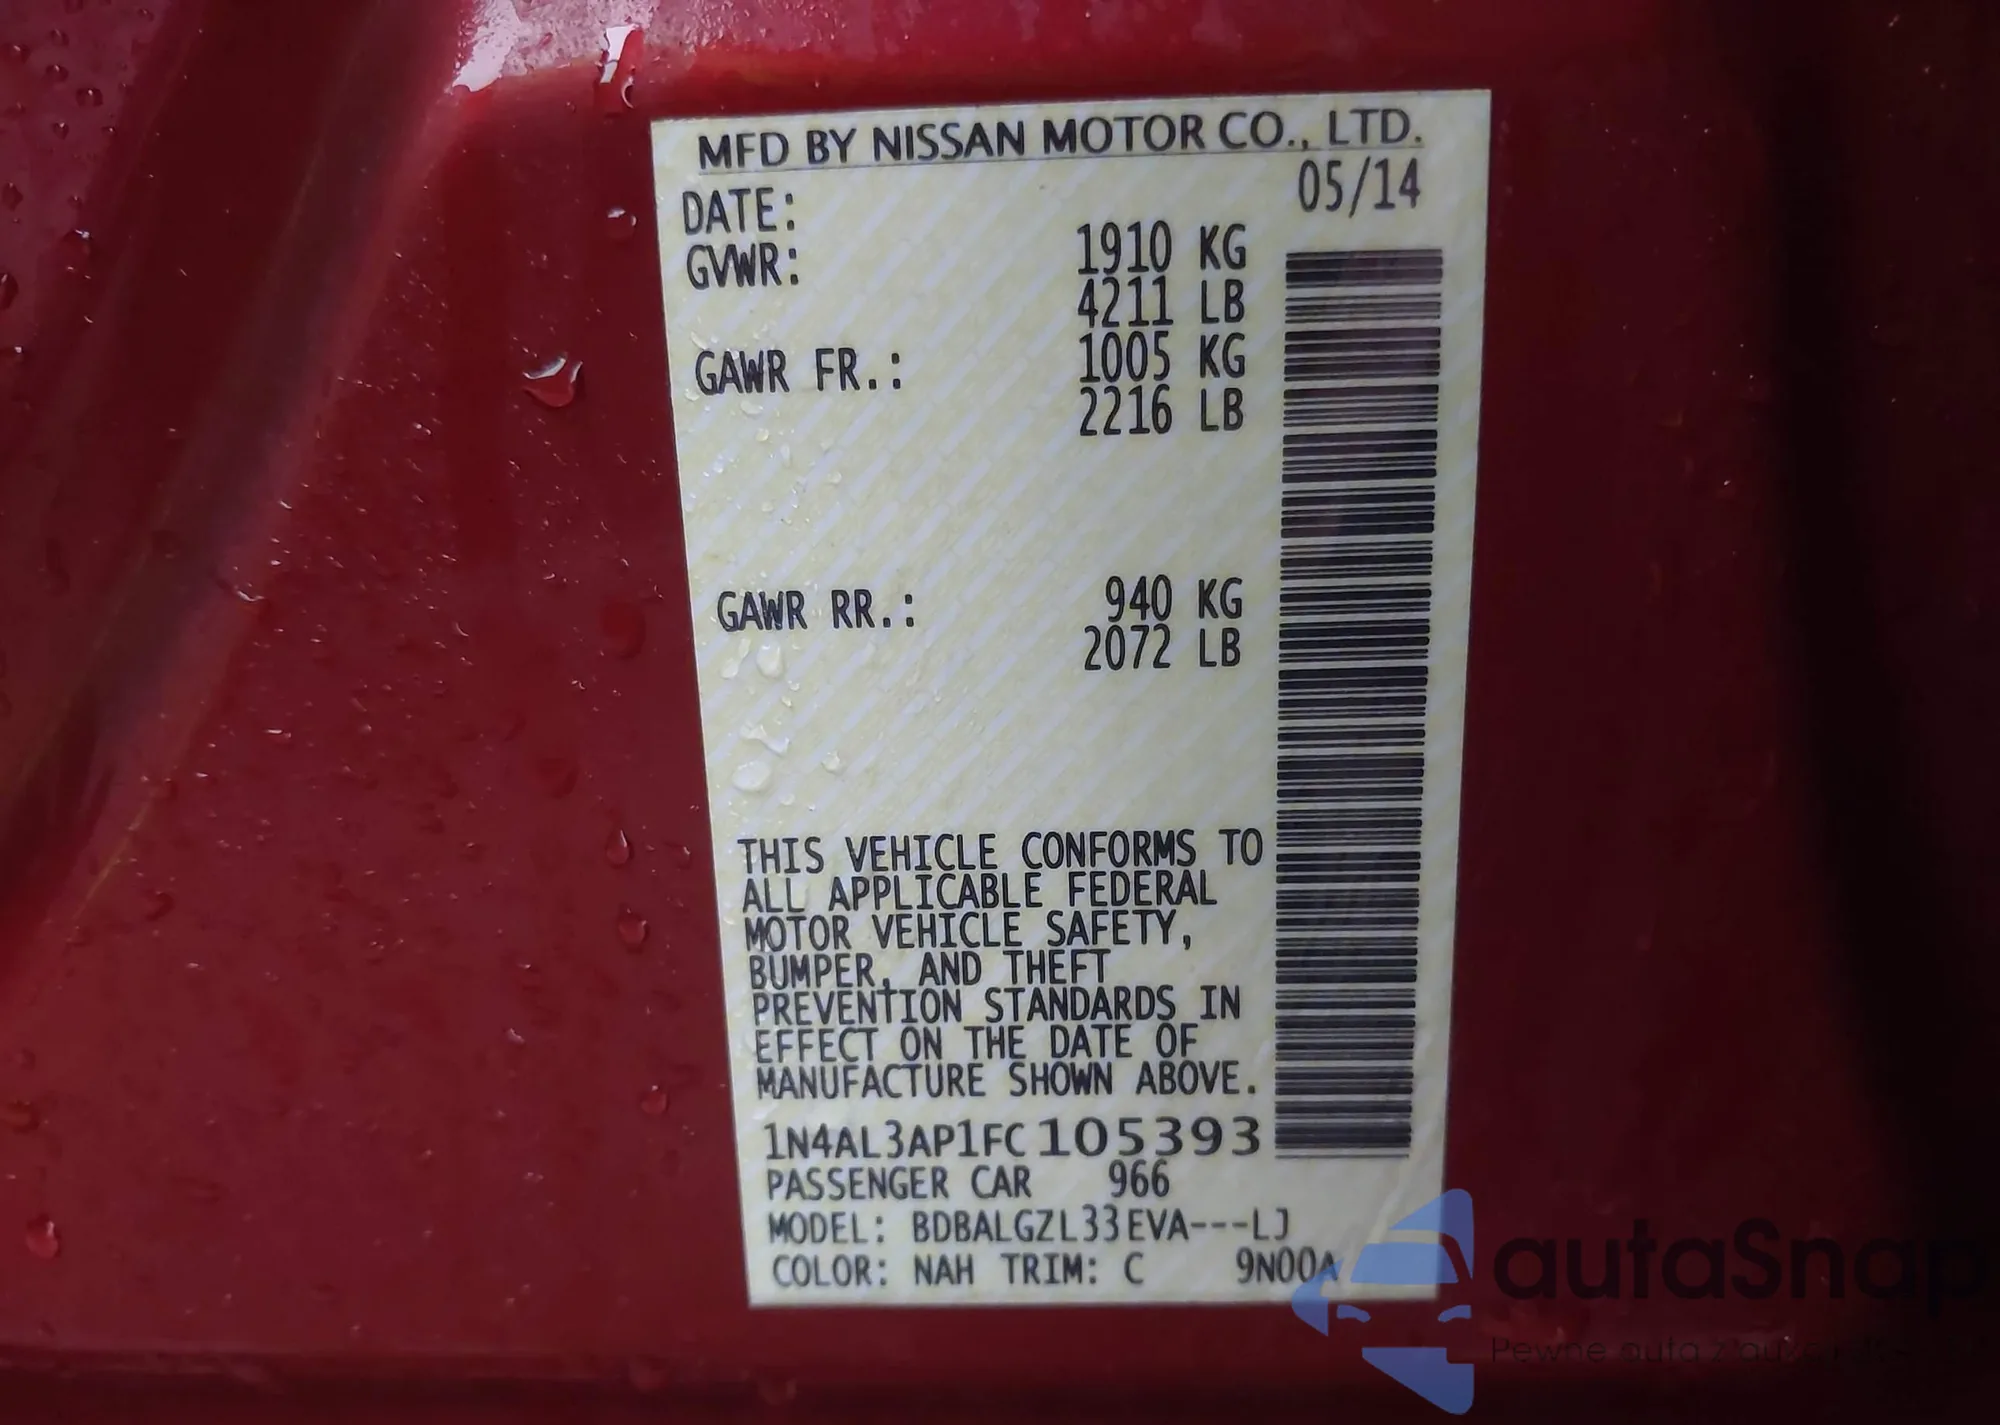 MFD BY NISSAN MOTOR CO., LTD.
DATE: 05/14
GVWR: 1910 KG
4211 LB
GAWR FR.: 1005 KG
2216 LB
GAWR RR.: 940 KG
2072 LB
THIS VEHICLE CONFORMS TO
ALL APPLICABLE FEDERAL
MOTOR VEHICLE SAFETY,
BUMPER, AND THEFT
PREVENTION STANDARDS IN
EFFECT ON THE DATE OF
MANUFACTURE SHOWN ABOVE.
1N4AL3AP1FC105393
PASSENGER CAR 966
MODEL: BDBALGZL33EVA---LJ
COLOR: NAH TRIM: C 9N00A
autaSnap
Pewne auta z